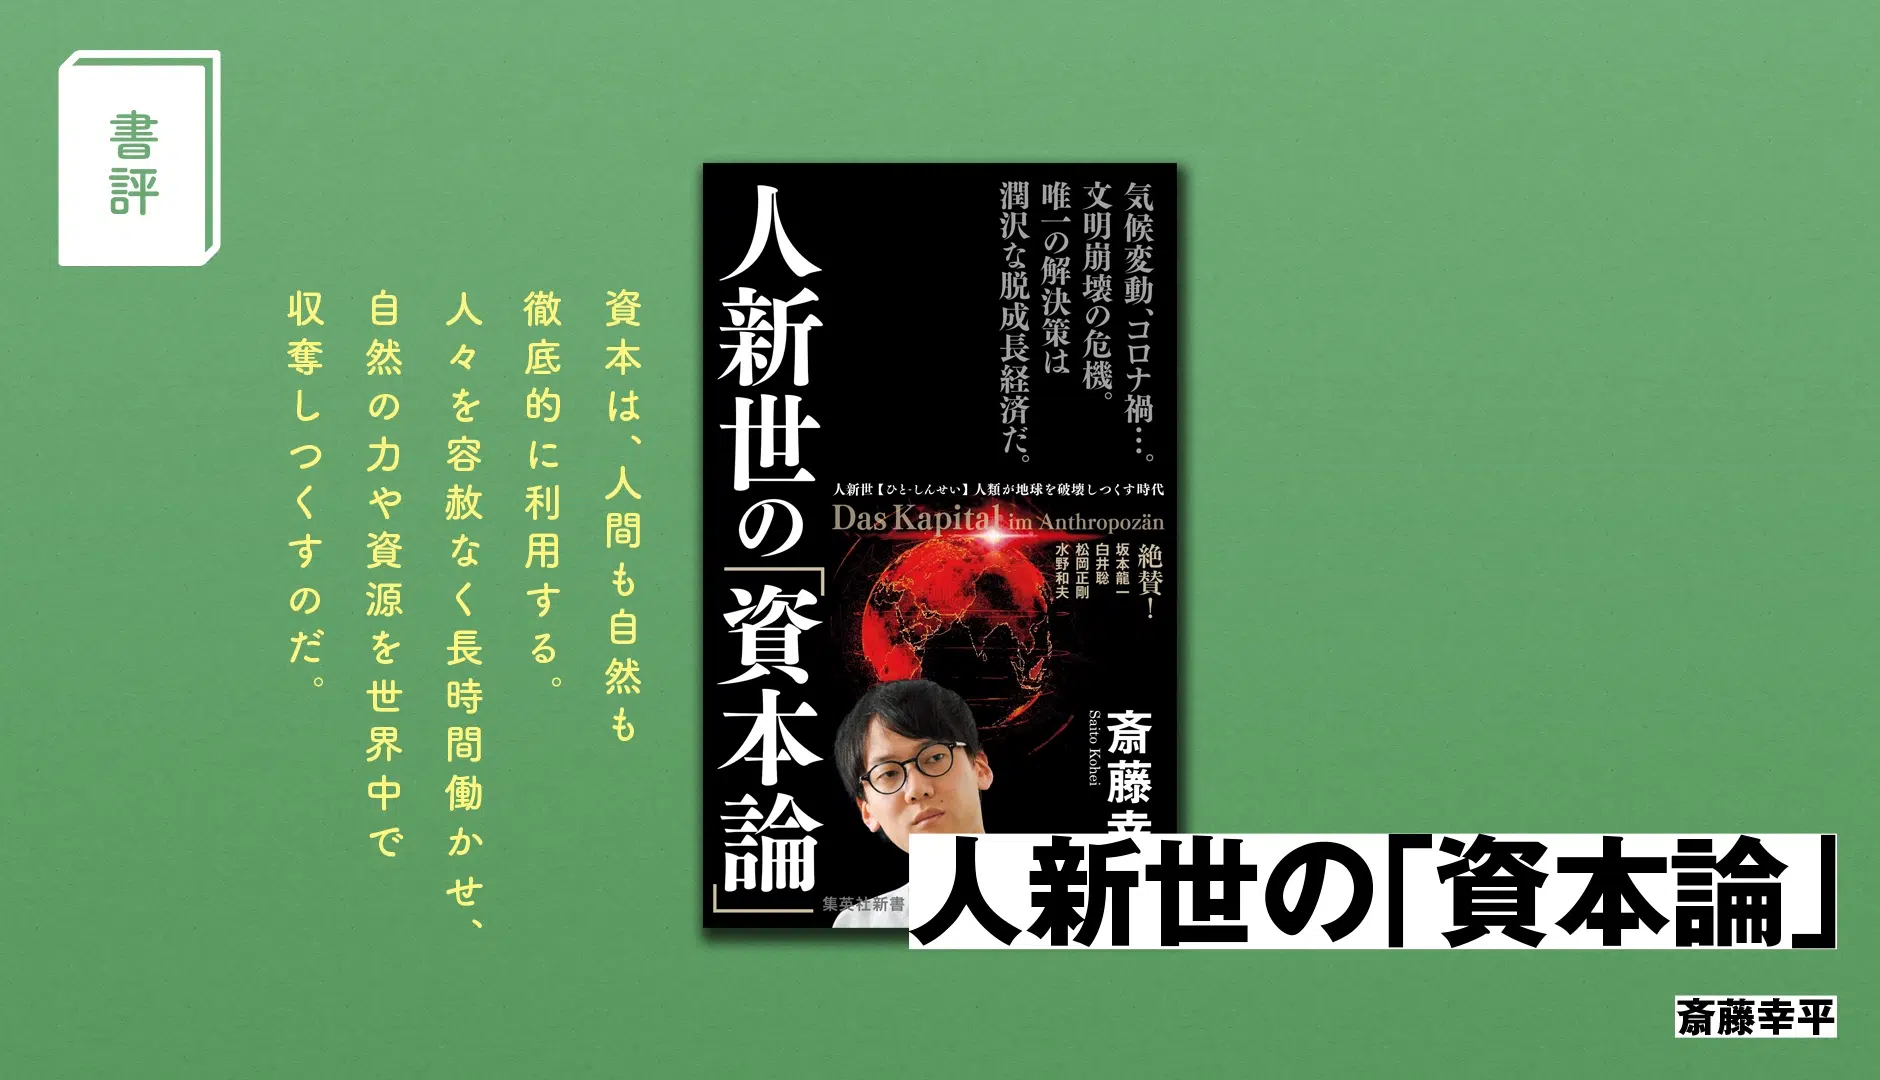 書評
資本は、人間も自然も
徹底的に利用する。
人々を容赦なく長時間働かせ、
自然の力や資源を世界中で
収奪しつくすのだ。
気候変動、コロナ禍…。
文明崩壊の危機。
唯一の解決策は
潤沢な脱成長経済だ。
人新世の「資本論」
人新世【ひと-しんせい】人類が地球を破壊しつくす時代
Das Kapital im Anthropozän
絶賛!
坂本龍一
白井聡
松岡正剛
水野和夫
斎藤幸
Saito Kohei
集英社新書
人新世の「資本論」
斎藤幸平